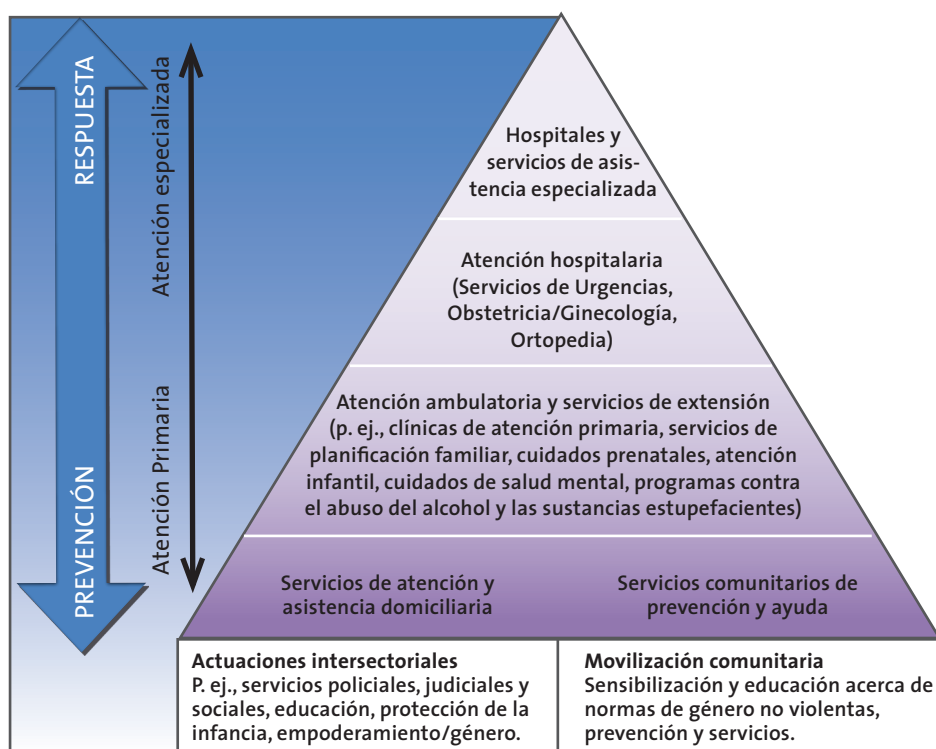 RESPUESTA
PREVENCIÓN
Atención especializada
Atención Primaria
Hospitales y
servicios de asis-
tencia especializada
Atención hospitalaria
(Servicios de Urgencias,
Obstetricia/Ginecología,
Ortopedia)
Atención ambulatoria y servicios de extensión
(p. ej., clínicas de atención primaria, servicios de
planificación familiar, cuidados prenatales, atención
infantil, cuidados de salud mental, programas contra
el abuso del alcohol y las sustancias estupefacientes)
Servicios de atención y
asistencia domiciliaria
Servicios comunitarios de
prevención y ayuda
Actuaciones intersectoriales
P. ej., servicios policiales, judiciales y
sociales, educación, protección de la
infancia, empoderamiento/género.
Movilización comunitaria
Sensibilización y educación acerca de
normas de género no violentas,
prevención y servicios.